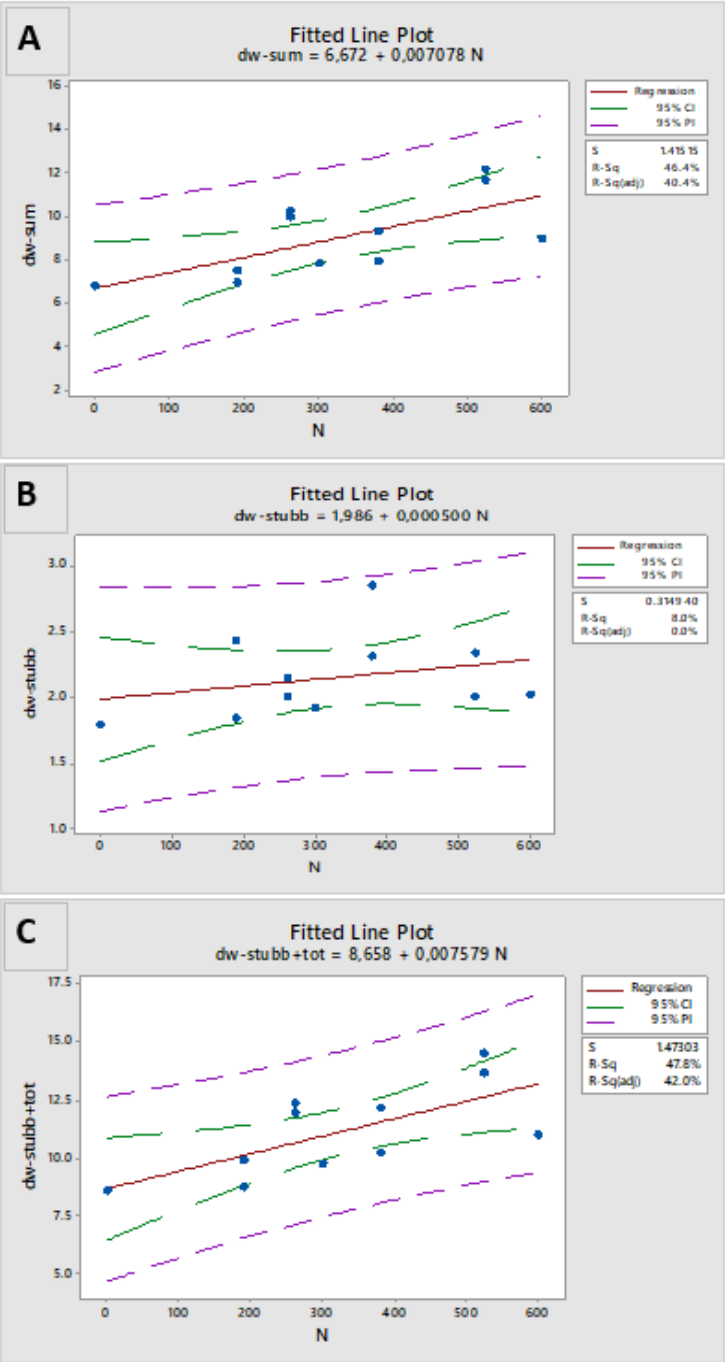 A
Fitted Line Plot
dw-sum = 6,672 + 0,007078 N
16
14
12
10
8
6
4
2
dw-sum
0 100 200 300 400 500 600
N
Regression
95% CI
95% PI
S 1.41515
R-Sq 46.4%
R-Sq(adj) 40.4%
B
Fitted Line Plot
dw-stubb = 1,986 + 0,000500 N
3.0
2.5
2.0
1.5
1.0
dw-stubb
0 100 200 300 400 500 600
N
Regression
95% CI
95% PI
S 0.314940
R-Sq 8.0%
R-Sq(adj) 0.0%
C
Fitted Line Plot
dw-stubb+tot = 8,658 + 0,007579 N
17.5
15.0
12.5
10.0
7.5
5.0
dw-stubb+tot
0 100 200 300 400 500 600
N
Regression
95% CI
95% PI
S 1.47303
R-Sq 47.8%
R-Sq(adj) 42.0%